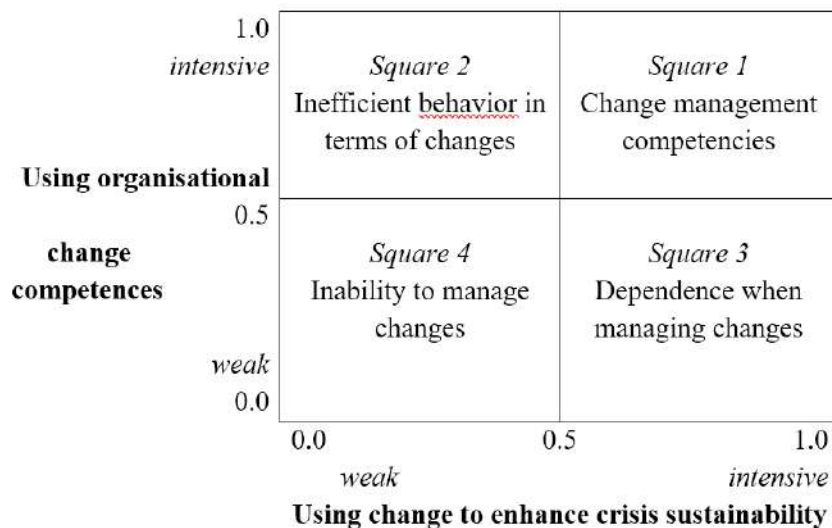 1.0
intensive
Square 2
Inefficient behavior in
terms of changes
Square 1
Change management
competencies
Using organisational
0.5
change
competences
Square 4
Inability to manage
changes
Square 3
Dependence when
managing changes
weak
0.0
0.0 0.5 1.0
weak intensive
Using change to enhance crisis sustainability